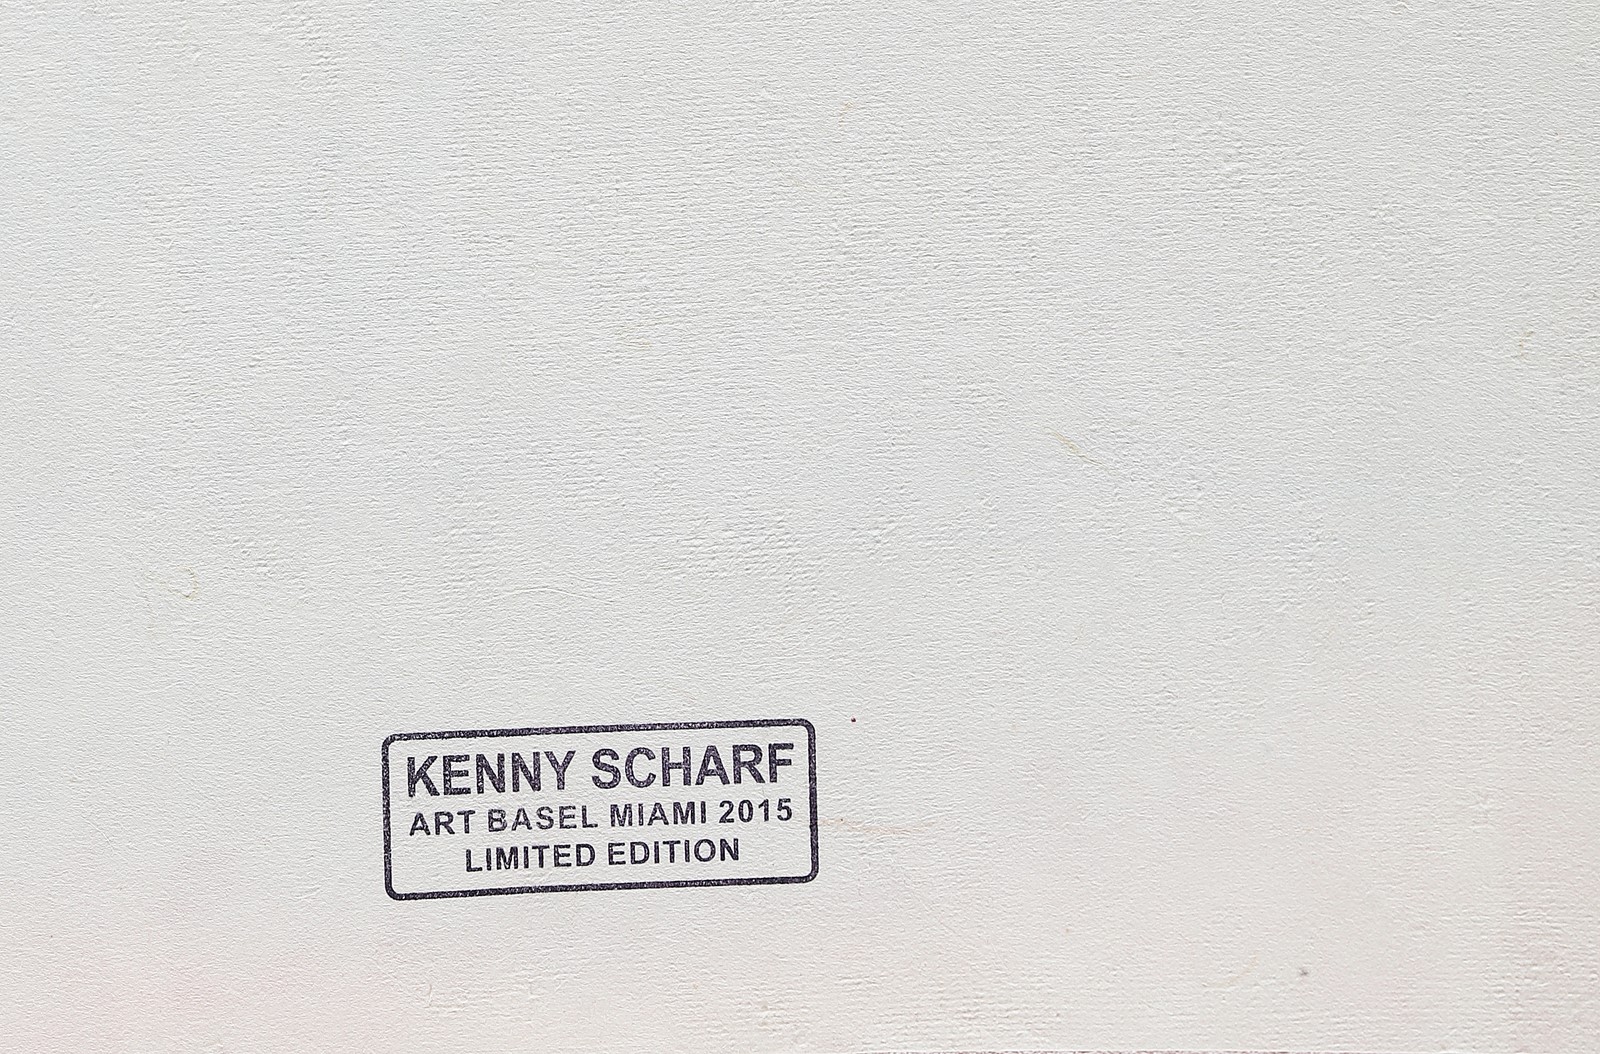 KENNY SCHARF
ART BASEL MIAMI 2015
LIMITED EDITION